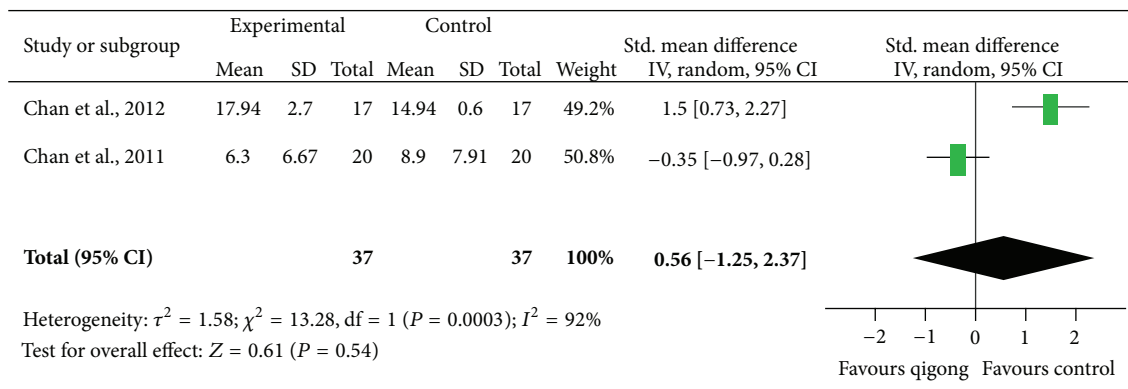 Study or subgroup Experimental Control Std. mean difference Std. mean difference
Mean SD Total Mean SD Total Weight IV, random, 95% CI IV, random, 95% CI
Chan et al., 2012 17.94 2.7 17 14.94 0.6 17 49.2% 1.5 [0.73, 2.27]
Chan et al., 2011 6.3 6.67 20 8.9 7.91 20 50.8% −0.35 [−0.97, 0.28]
Total (95% CI) 37 37 100% 0.56 [−1.25, 2.37]
Heterogeneity: τ² = 1.58; χ² = 13.28, df = 1 (P = 0.0003); I² = 92%
Test for overall effect: Z = 0.61 (P = 0.54)
−2 −1 0 1 2
Favours qigong Favours control